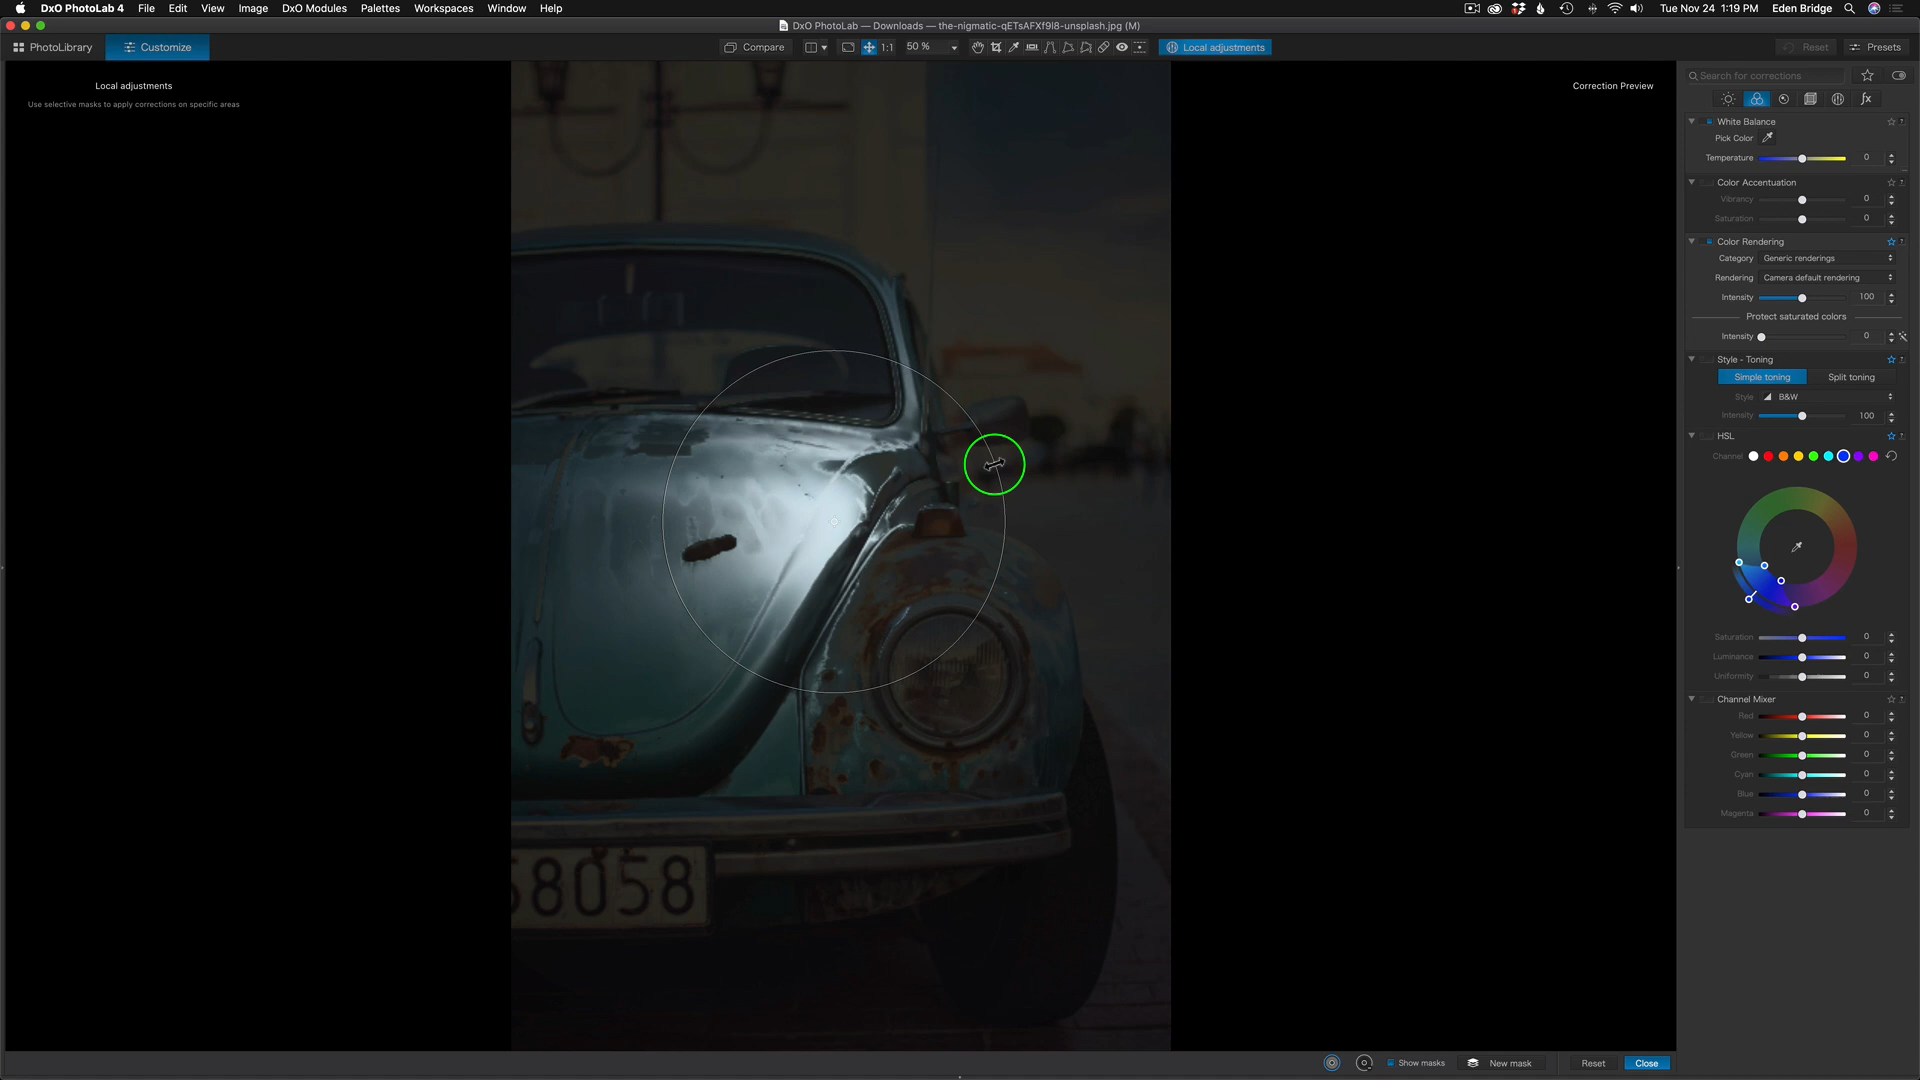 DxO PhotoLab 4 File Edit View Image DxO Modules Palettes Workspaces Window Help Tue Nov 24 1:19 PM Eden Bridge
DxO PhotoLab — Downloads — the-nigmatic-qETsAFXf9I8-unsplash.jpg (M)
PhotoLibrary Customize Compare 1:1 50 % Local adjustments Reset Presets
Local adjustments
Use selective masks to apply corrections on specific areas
Correction Preview
Search for corrections
fx
White Balance
Pick Color
Temperature 0
Color Accentuation
Vibrancy 0
Saturation 0
Color Rendering
Category Generic renderings
Rendering Camera default rendering
Intensity 100
Protect saturated colors
Intensity 0
Style - Toning
Simple toning Split toning
Style B&W
Intensity 100
HSL
Channel
Saturation 0
Luminance 0
Uniformity 0
Channel Mixer
Red 0
Yellow 0
Green 0
Cyan 0
Blue 0
Magenta 0
58058
Show masks New mask Reset Close